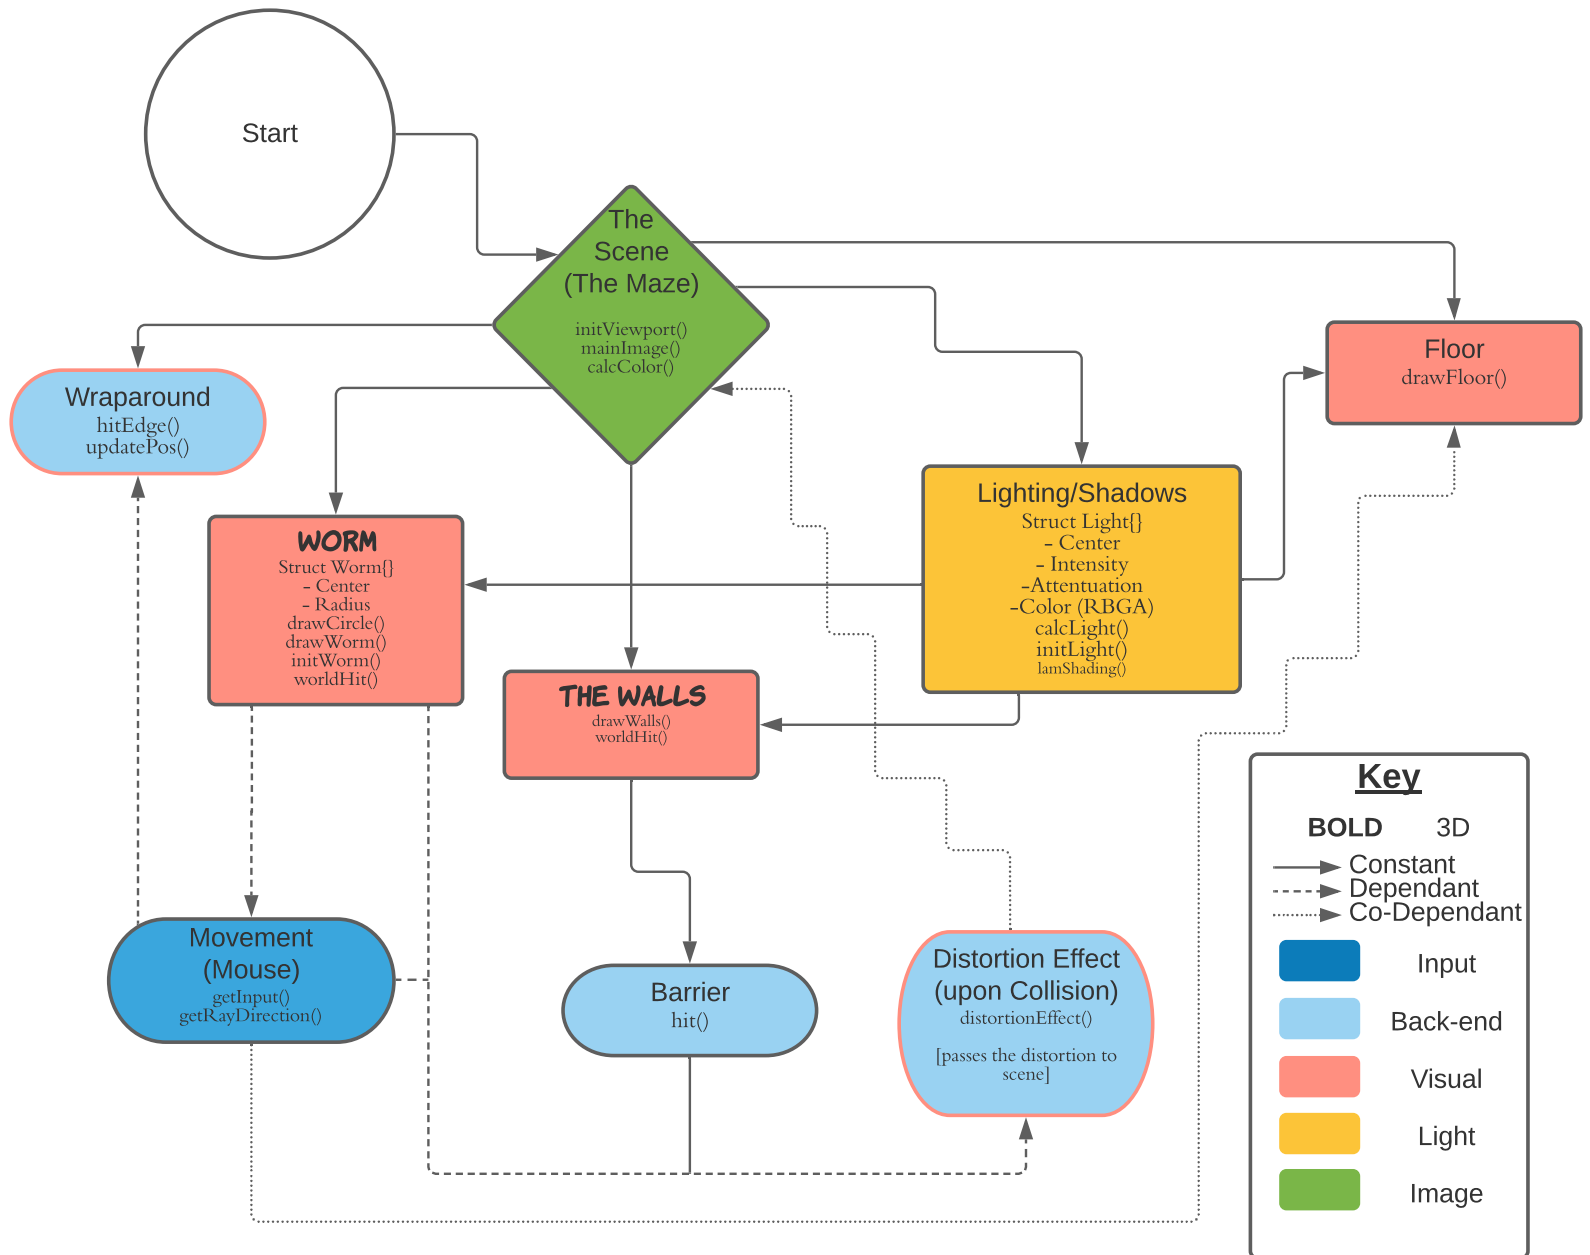 Start
The
Scene
(The Maze)
initViewport()
mainImage()
calcColor()
Floor
drawFloor()
Wraparound
hitEdge()
updatePos()
Lighting/Shadows
Struct Light{}
- Center
- Intensity
-Attentuation
-Color (RBGA)
calcLight()
initLight()
lamShading()
WORM
Struct Worm{}
- Center
- Radius
drawCircle()
drawWorm()
initWorm()
worldHit()
THE WALLS
drawWalls()
worldHit()
Movement
(Mouse)
getInput()
getRayDirection()
Barrier
hit()
Distortion Effect
(upon Collision)
distortionEffect()
[passes the distortion to
scene]
Key
BOLD 3D
Constant
Dependant
Co-Dependant
Input
Back-end
Visual
Light
Image